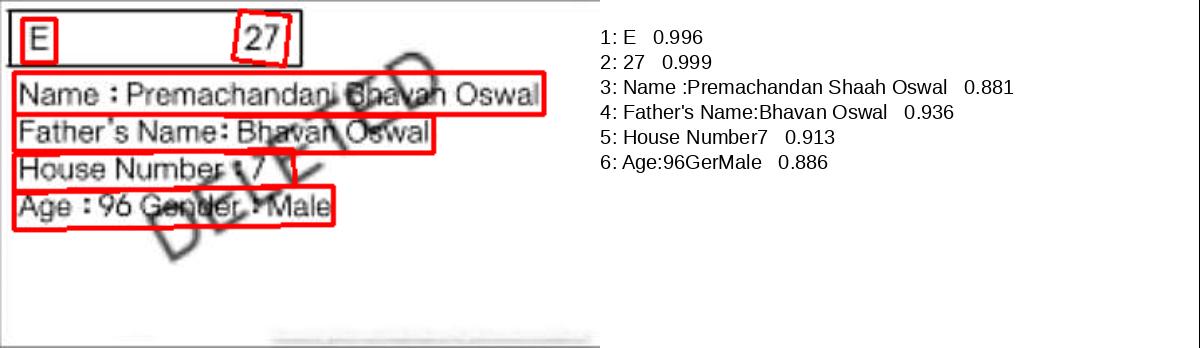 E 27
Name : Premachandani Bhavan Oswal
Father's Name: Bhavan Oswal
House Number : 7
Age : 96 Gender : Male
DELETED
1: E 0.996
2: 27 0.999
3: Name :Premachandan Shaah Oswal 0.881
4: Father's Name:Bhavan Oswal 0.936
5: House Number7 0.913
6: Age:96GerMale 0.886